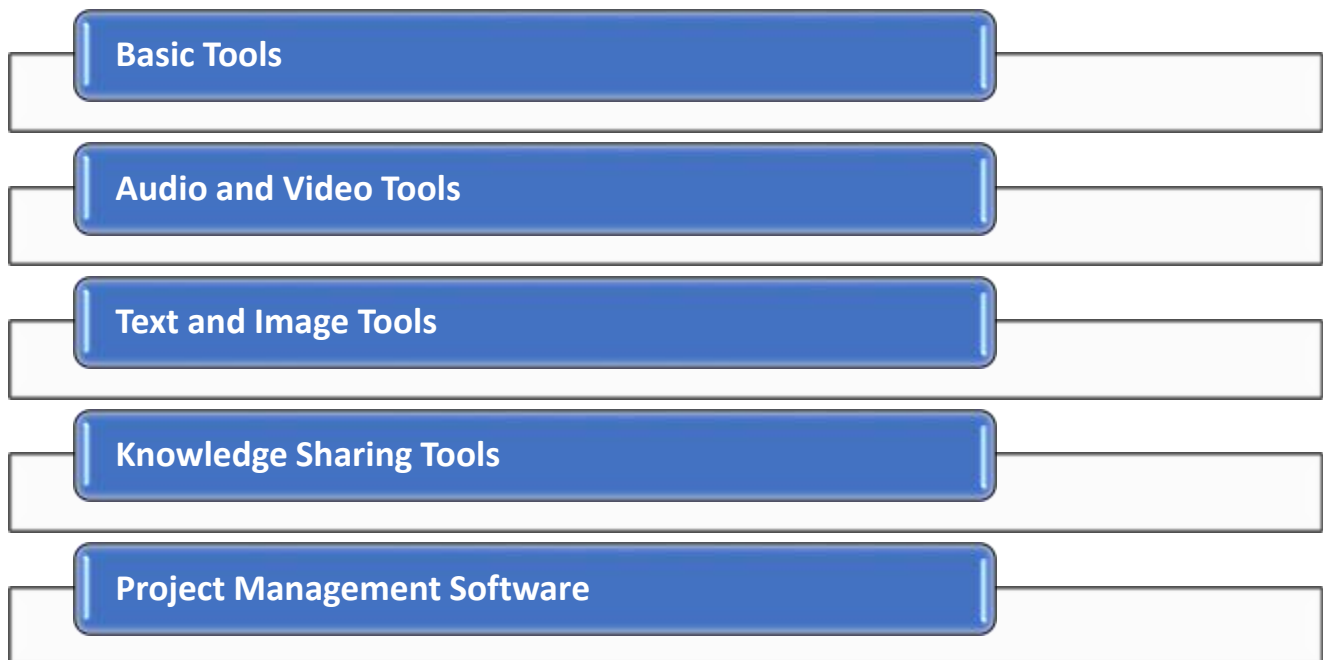 Basic Tools
Audio and Video Tools
Text and Image Tools
Knowledge Sharing Tools
Project Management Software